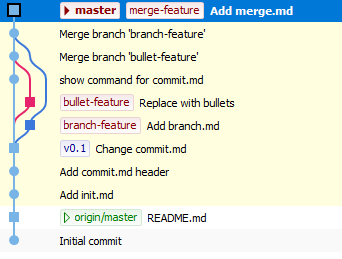 master merge-feature Add merge.md
Merge branch 'branch-feature'
Merge branch 'bullet-feature'
show command for commit.md
bullet-feature Replace with bullets
branch-feature Add branch.md
v0.1 Change commit.md
Add commit.md header
Add init.md
origin/master README.md
Initial commit